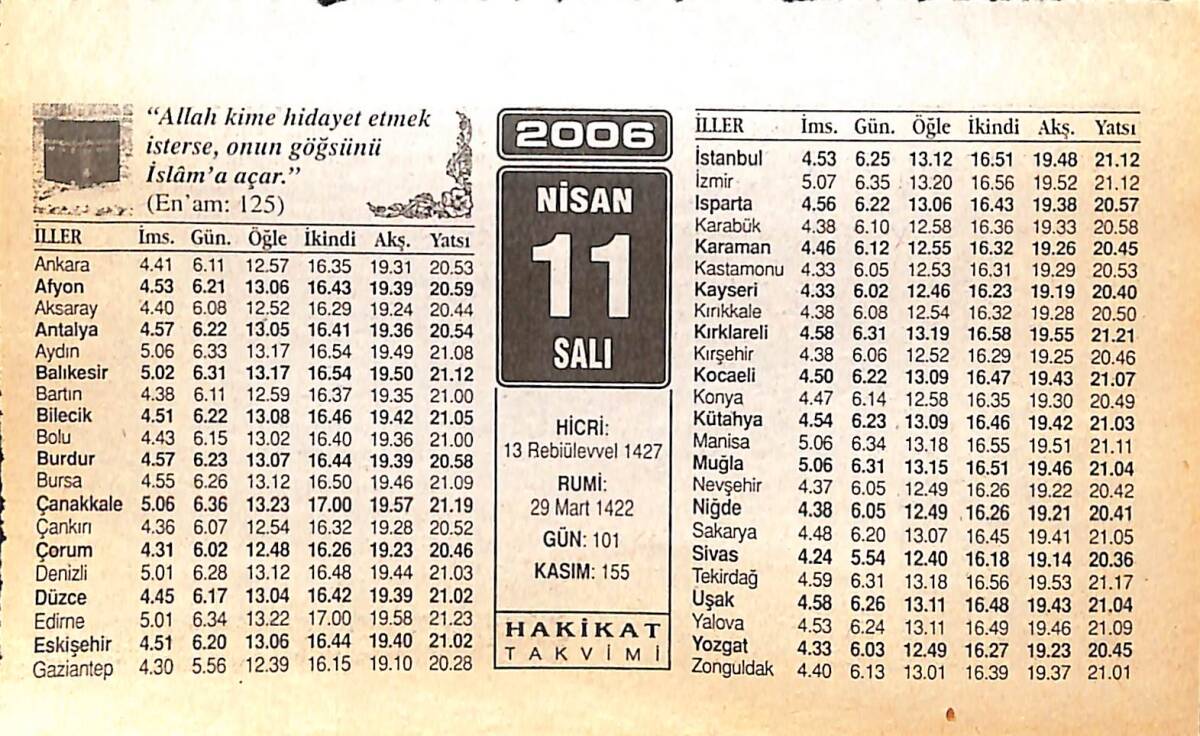 “Allah kime hidayet etmek
isterse, onun göğsünü
İslâm’a açar.”
(En’am: 125)
İLLER İms. Gün. Öğle İkindi Akş. Yatsı
Ankara 4.41 6.11 12.57 16.35 19.31 20.53
Afyon 4.53 6.21 13.06 16.43 19.39 20.59
Aksaray 4.40 6.08 12.52 16.29 19.24 20.44
Antalya 4.57 6.22 13.05 16.41 19.36 20.54
Aydın 5.06 6.33 13.17 16.54 19.49 21.08
Balıkesir 5.02 6.31 13.17 16.54 19.50 21.12
Bartın 4.38 6.11 12.59 16.37 19.35 21.00
Bilecik 4.51 6.22 13.08 16.46 19.42 21.05
Bolu 4.43 6.15 13.02 16.40 19.36 21.00
Burdur 4.57 6.23 13.07 16.44 19.39 20.58
Bursa 4.55 6.26 13.12 16.50 19.46 21.09
Çanakkale 5.06 6.36 13.23 17.00 19.57 21.19
Çankırı 4.36 6.07 12.54 16.32 19.28 20.52
Çorum 4.31 6.02 12.48 16.26 19.23 20.46
Denizli 5.01 6.28 13.12 16.48 19.44 21.03
Düzce 4.45 6.17 13.04 16.42 19.39 21.02
Edirne 5.01 6.34 13.22 17.00 19.58 21.23
Eskişehir 4.51 6.20 13.06 16.44 19.40 21.02
Gaziantep 4.30 5.56 12.39 16.15 19.10 20.28
2006
NİSAN
11
SALI
HİCRİ:
13 Rebiülevvel 1427
RUMİ:
29 Mart 1422
GÜN: 101
KASIM: 155
HAKİKAT
TAKVİMİ
İLLER İms. Gün. Öğle İkindi Akş. Yatsı
İstanbul 4.53 6.25 13.12 16.51 19.48 21.12
İzmir 5.07 6.35 13.20 16.56 19.52 21.12
Isparta 4.56 6.22 13.06 16.43 19.38 20.57
Karabük 4.38 6.10 12.58 16.36 19.33 20.58
Karaman 4.46 6.12 12.55 16.32 19.26 20.45
Kastamonu 4.33 6.05 12.53 16.31 19.29 20.53
Kayseri 4.33 6.02 12.46 16.23 19.19 20.40
Kırıkkale 4.38 6.08 12.54 16.32 19.28 20.50
Kırklareli 4.58 6.31 13.19 16.58 19.55 21.21
Kırşehir 4.38 6.06 12.52 16.29 19.25 20.46
Kocaeli 4.50 6.22 13.09 16.47 19.43 21.07
Konya 4.47 6.14 12.58 16.35 19.30 20.49
Kütahya 4.54 6.23 13.09 16.46 19.42 21.03
Manisa 5.06 6.34 13.18 16.55 19.51 21.11
Muğla 5.06 6.31 13.15 16.51 19.46 21.04
Nevşehir 4.37 6.05 12.49 16.26 19.22 20.42
Niğde 4.38 6.05 12.49 16.26 19.21 20.41
Sakarya 4.48 6.20 13.07 16.45 19.41 21.05
Sivas 4.24 5.54 12.40 16.18 19.14 20.36
Tekirdağ 4.59 6.31 13.18 16.56 19.53 21.17
Uşak 4.58 6.26 13.11 16.48 19.43 21.04
Yalova 4.53 6.24 13.11 16.49 19.46 21.09
Yozgat 4.33 6.03 12.49 16.27 19.23 20.45
Zonguldak 4.40 6.13 13.01 16.39 19.37 21.01